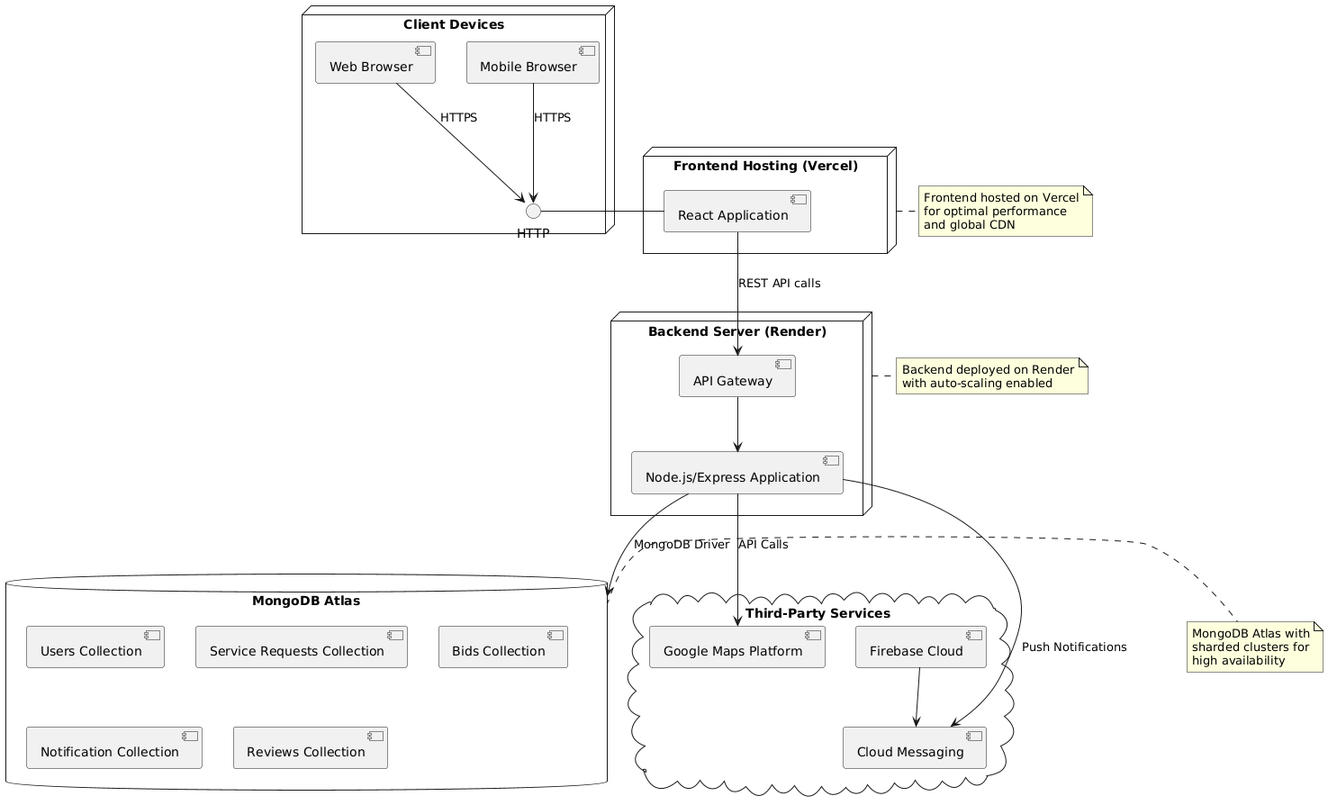 Client Devices
Web Browser
Mobile Browser
HTTPS
HTTPS
HTTP
Frontend Hosting (Vercel)
React Application
Frontend hosted on Vercel
for optimal performance
and global CDN
REST API calls
Backend Server (Render)
API Gateway
Backend deployed on Render
with auto-scaling enabled
Node.js/Express Application
MongoDB Driver
API Calls
MongoDB Atlas
Users Collection
Service Requests Collection
Bids Collection
Notification Collection
Reviews Collection
Third-Party Services
Google Maps Platform
Firebase Cloud
Push Notifications
Cloud Messaging
MongoDB Atlas with
sharded clusters for
high availability